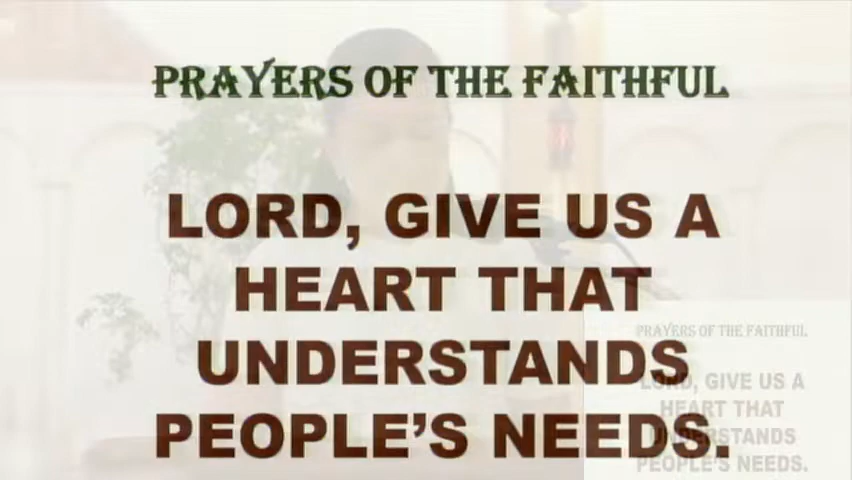 PRAYERS OF THE FAITHFUL
LORD, GIVE US A
HEART THAT
UNDERSTANDS
PEOPLE'S NEEDS.
PRAYERS OF THE FAITHFUL
LORD, GIVE US A
HEART THAT
UNDERSTANDS
PEOPLE'S NEEDS.